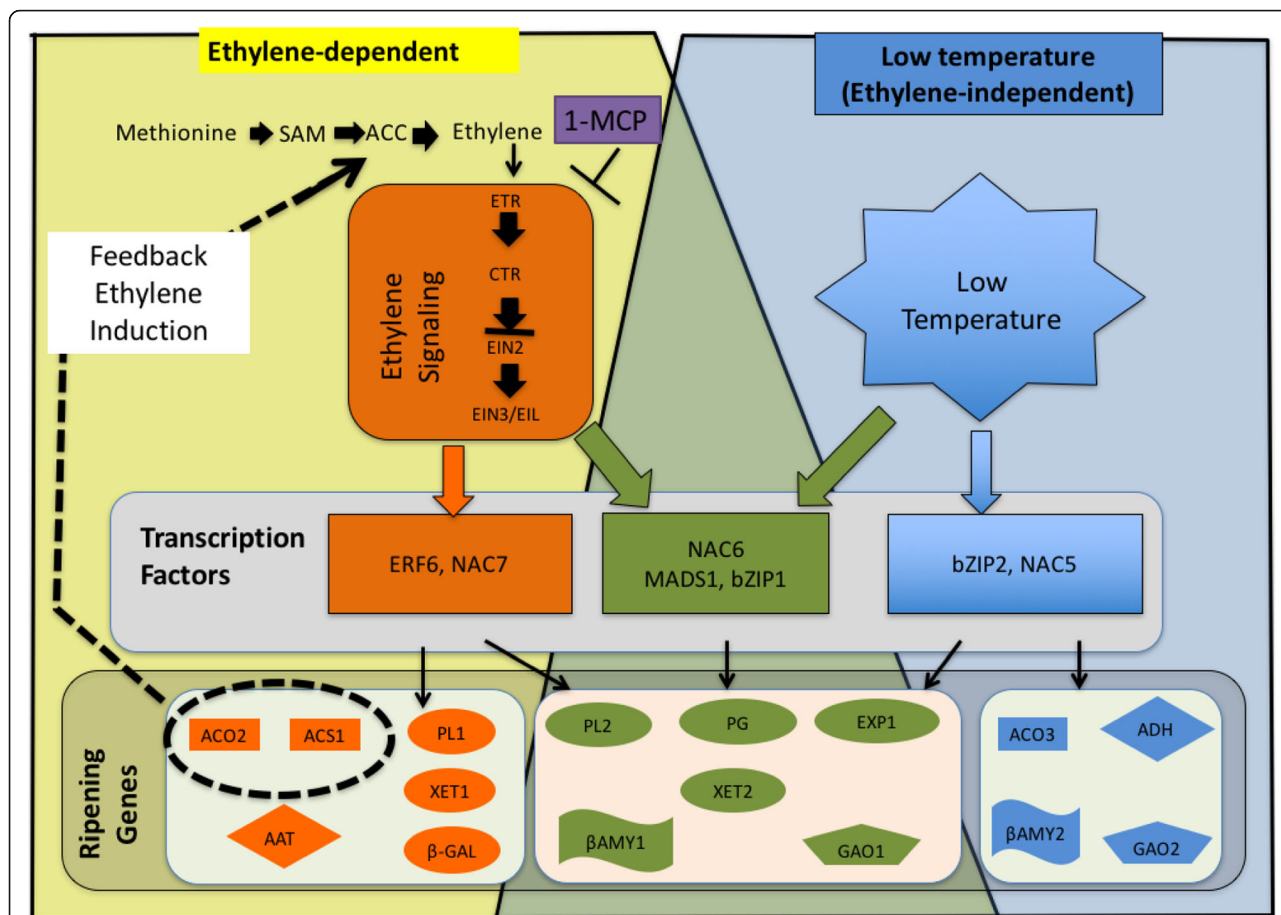 Ethylene-dependent
Low temperature
(Ethylene-independent)
1-MCP
Methionine SAM ACC Ethylene
ETR
CTR
EIN2
EIN3/EIL
Ethylene
Signaling
Feedback
Ethylene
Induction
Low
Temperature
Transcription
Factors
ERF6, NAC7
NAC6
MADS1, bZIP1
bZIP2, NAC5
Ripening
Genes
ACO2 ACS1
PL1
XET1
AAT
β-GAL
PL2 PG EXP1
XET2
βAMY1
GAO1
ACO3 ADH
βAMY2 GAO2